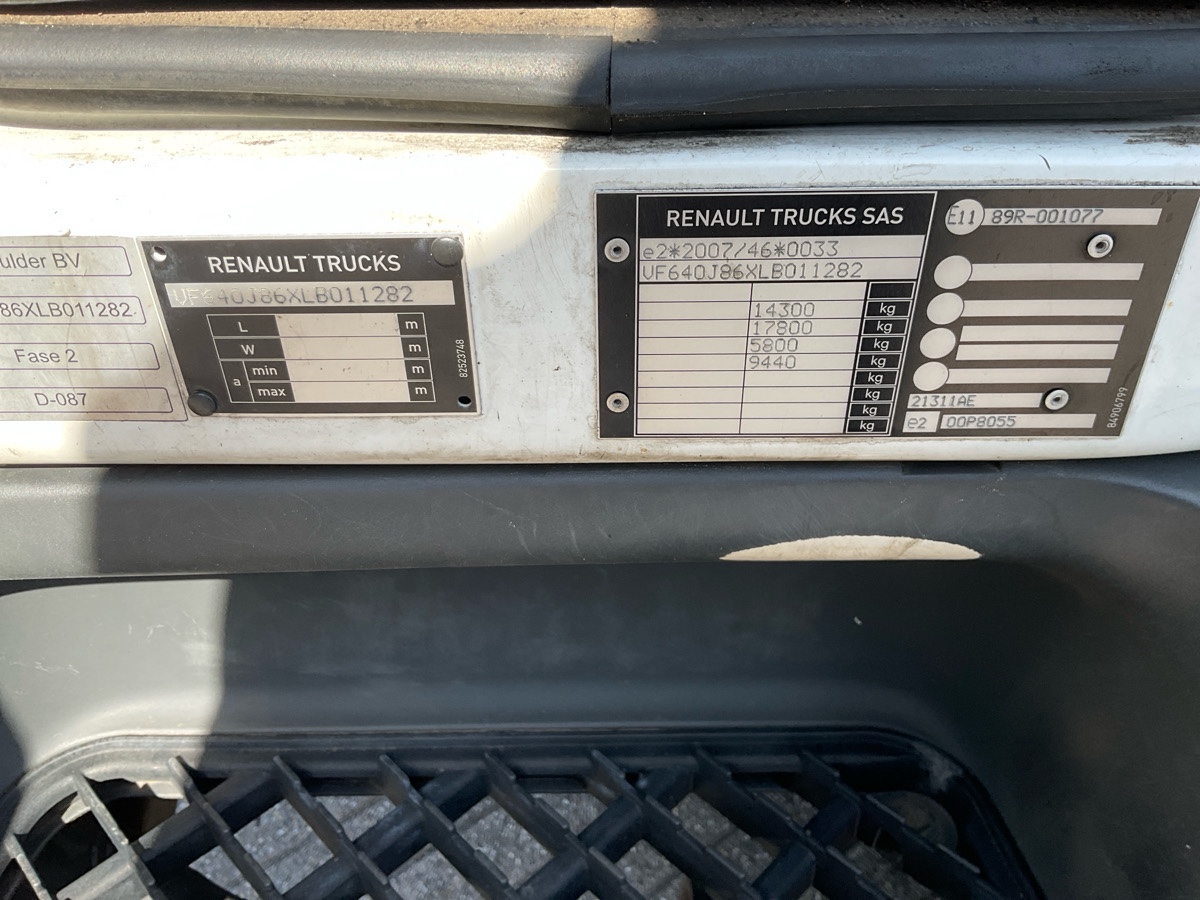 ulder BV
86XLB011282
Fase 2
D-087
RENAULT TRUCKS
VF640J86XLB011282
L m
W m
a
min m
max m
82523748
RENAULT TRUCKS SAS
e2*2007/46*0033
VF640J86XLB011282
kg
14300 kg
17800 kg
5800 kg
9440 kg
kg
kg
kg
kg
E11 89R-001077
21311AE
e2 00P8055
84906799